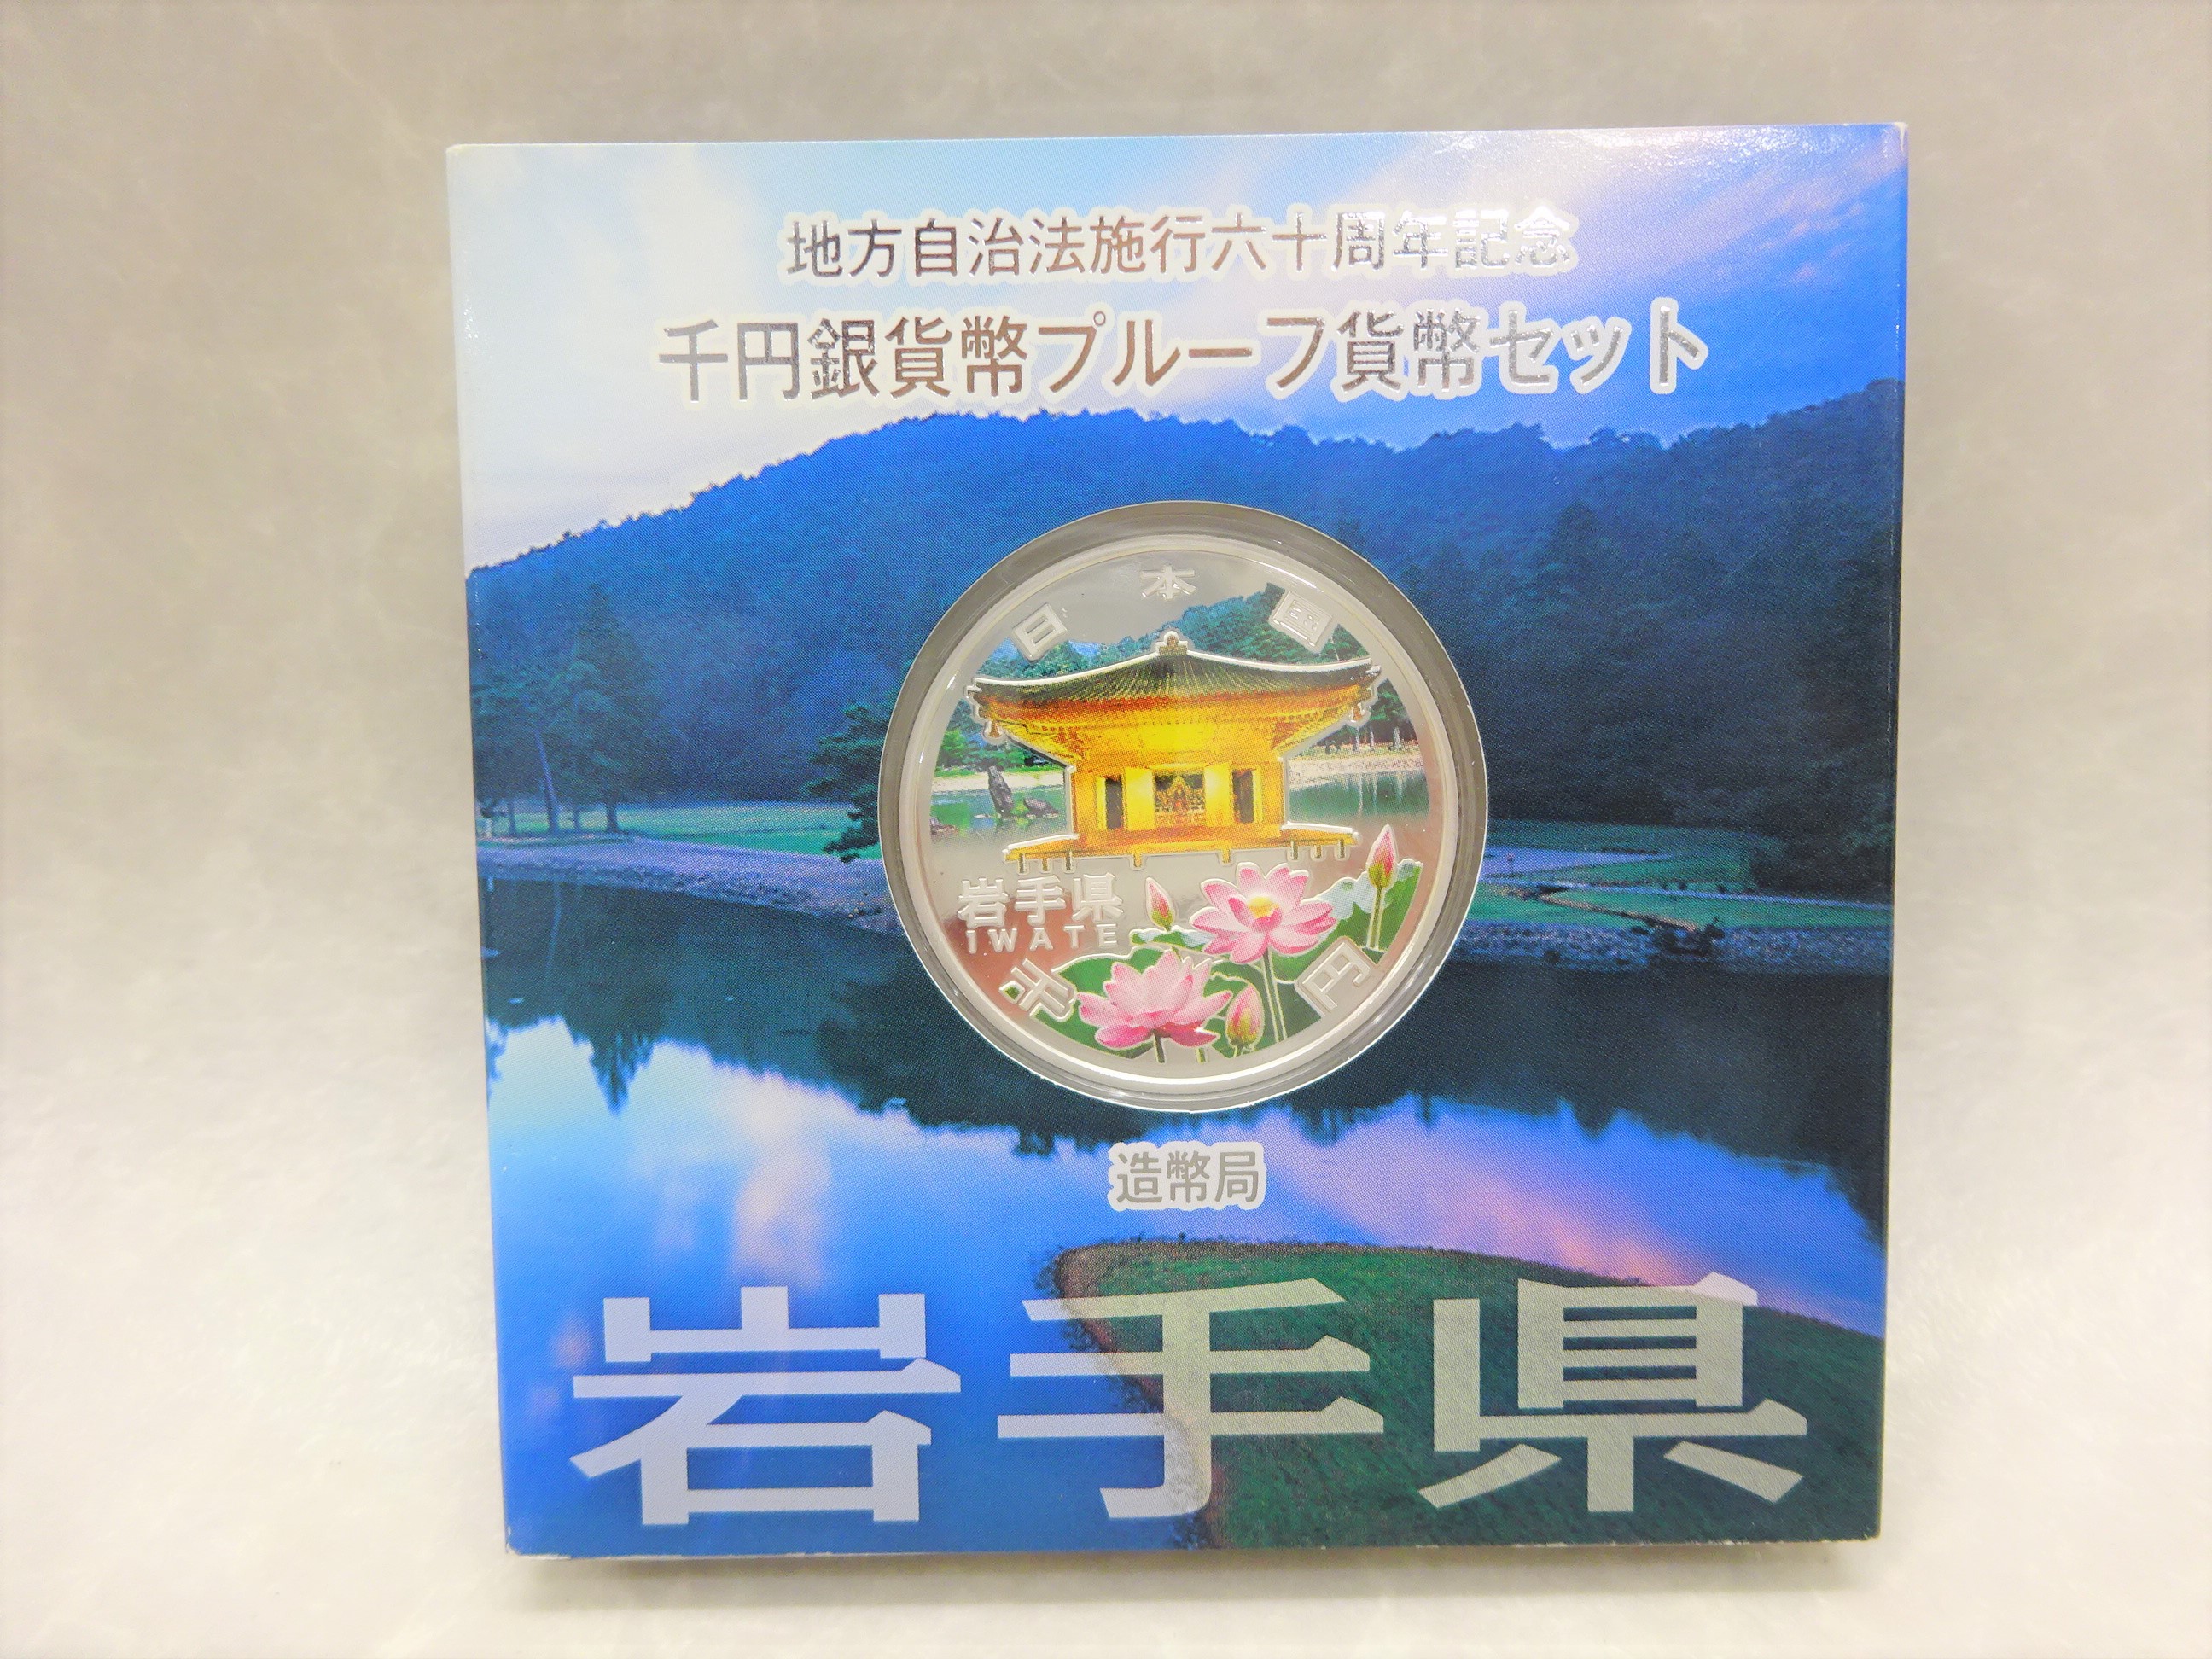 地方自治法施行六十周年記念
千円銀貨幣プルーフ貨幣セット
日本国
岩手県
IWATE
千円
造幣局
岩手県